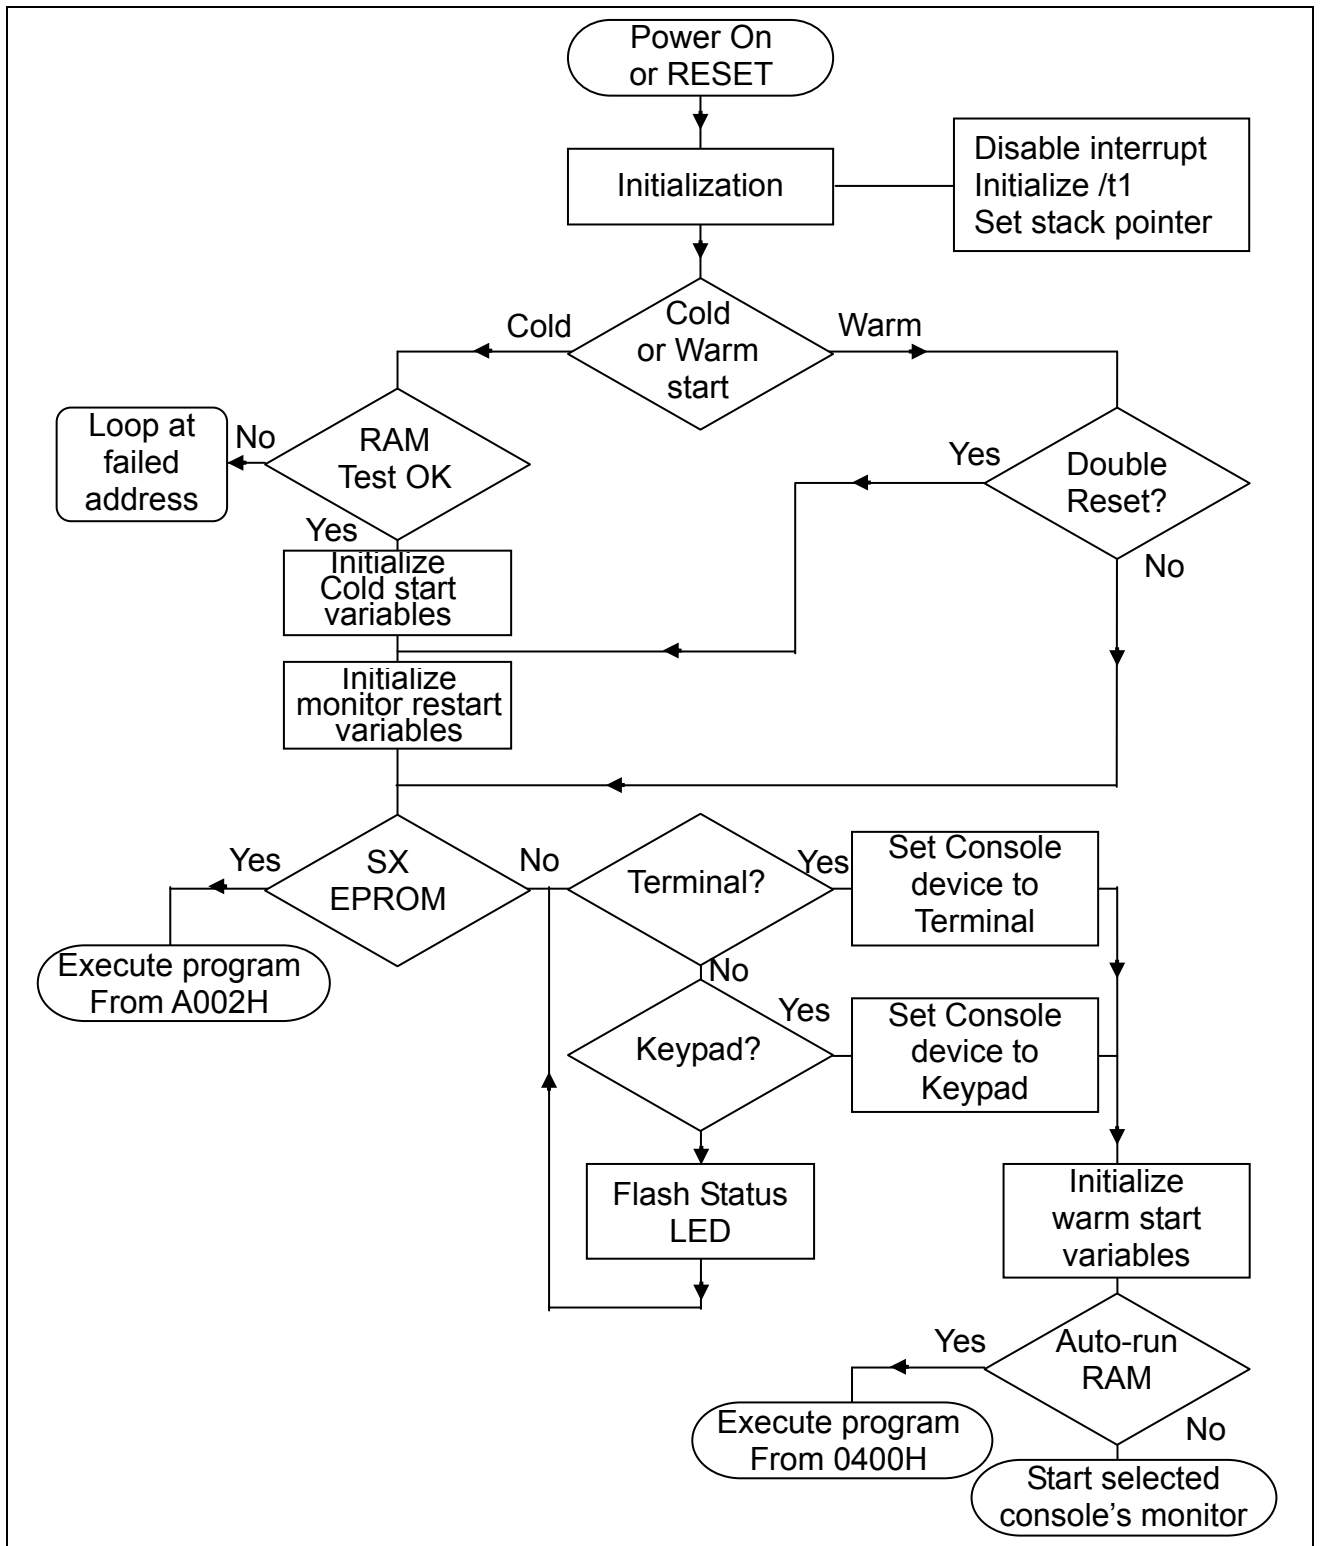 Power On
or RESET
Initialization
Disable interrupt
Initialize /t1
Set stack pointer
Cold
or Warm
start
Cold
Warm
Loop at
failed
address
No
RAM
Test OK
Yes
Double
Reset?
Yes
No
Initialize
Cold start
variables
Initialize
monitor restart
variables
Yes
SX
EPROM
No
Terminal?
Yes
Set Console
device to
Terminal
Execute program
From A002H
No
Keypad?
Yes
Set Console
device to
Keypad
Flash Status
LED
Initialize
warm start
variables
Yes
Auto-run
RAM
No
Execute program
From 0400H
Start selected
console’s monitor